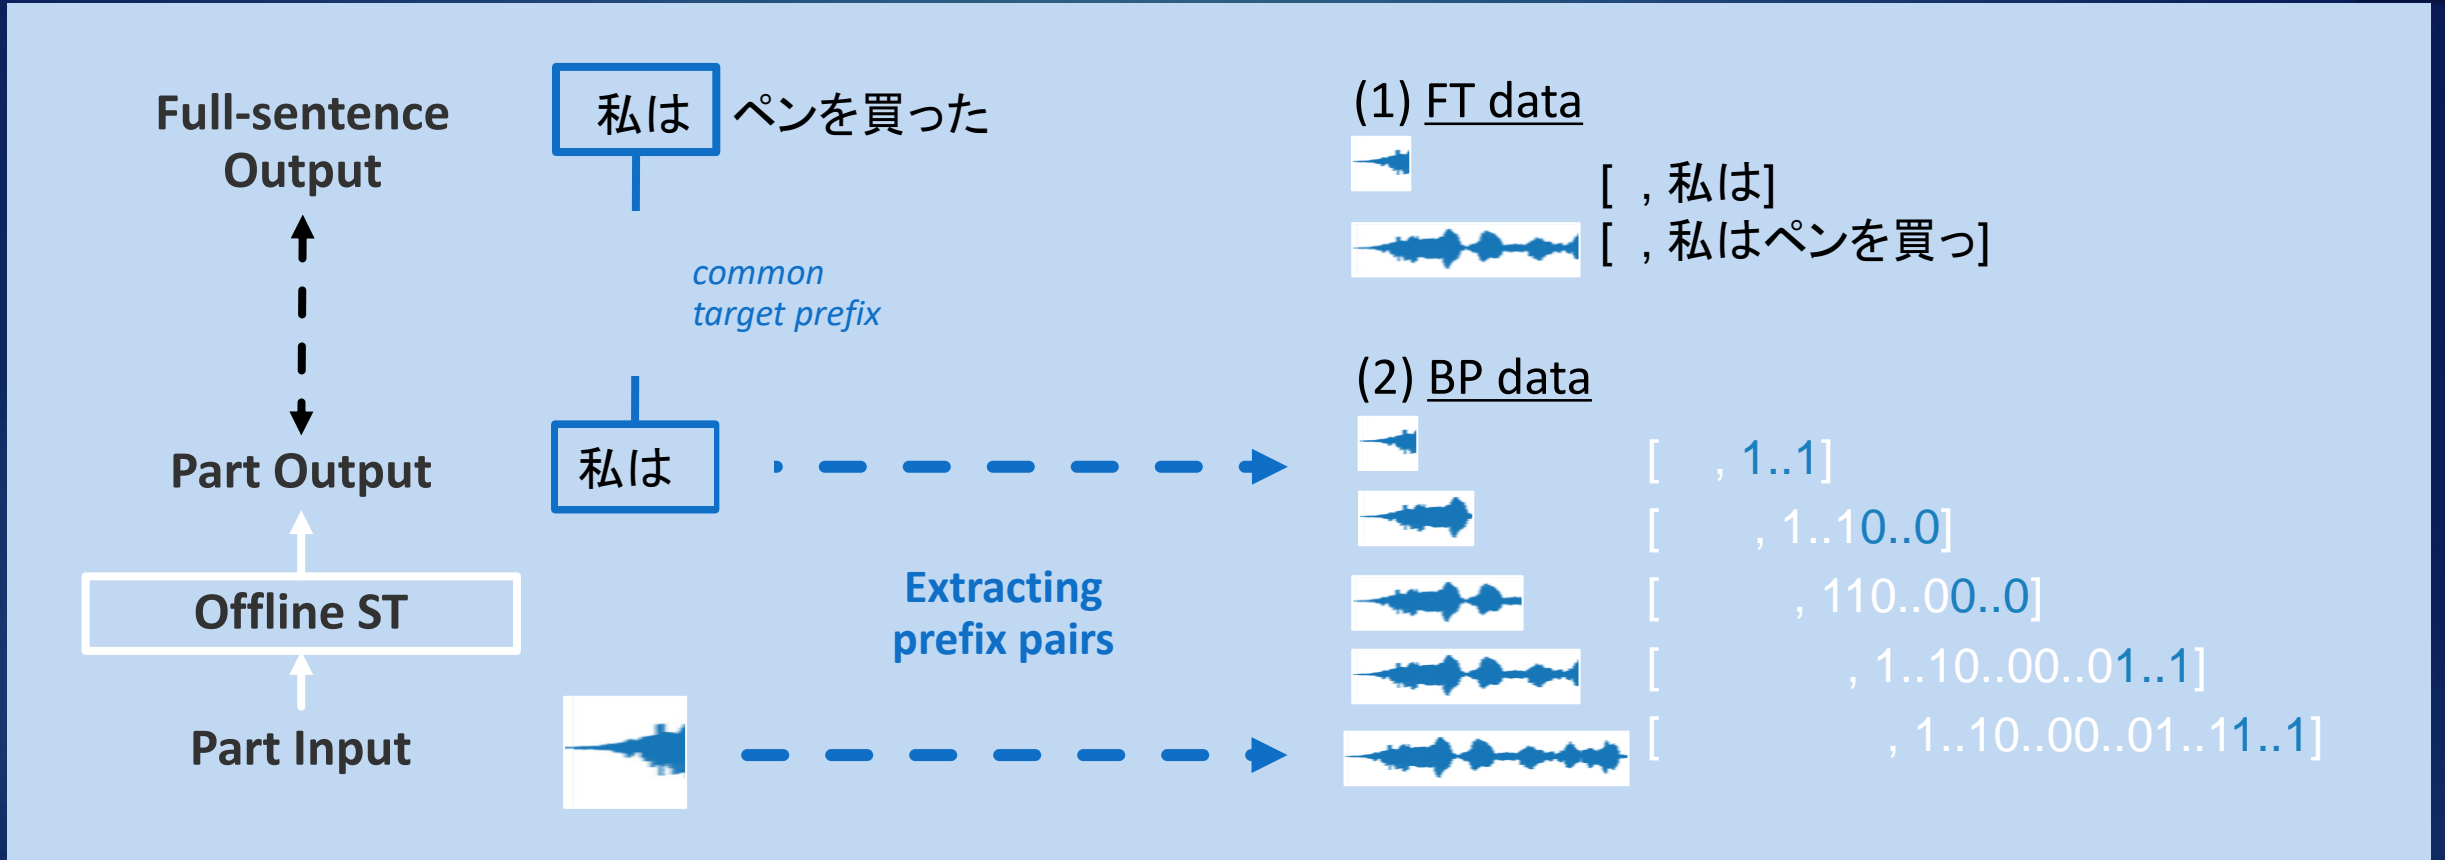 Full-sentence
Output
私は ペンを買った
common
target prefix
Part Output
私は
Offline ST
Part Input
Extracting
prefix pairs
(1) FT data
[ , 私は]
[ , 私はペンを買っ]
(2) BP data
[ , 1..1]
[ , 1..10..0]
[ , 110..00..0]
[ , 1..10..00..01..1]
[ , 1..10..00..01..11..1]